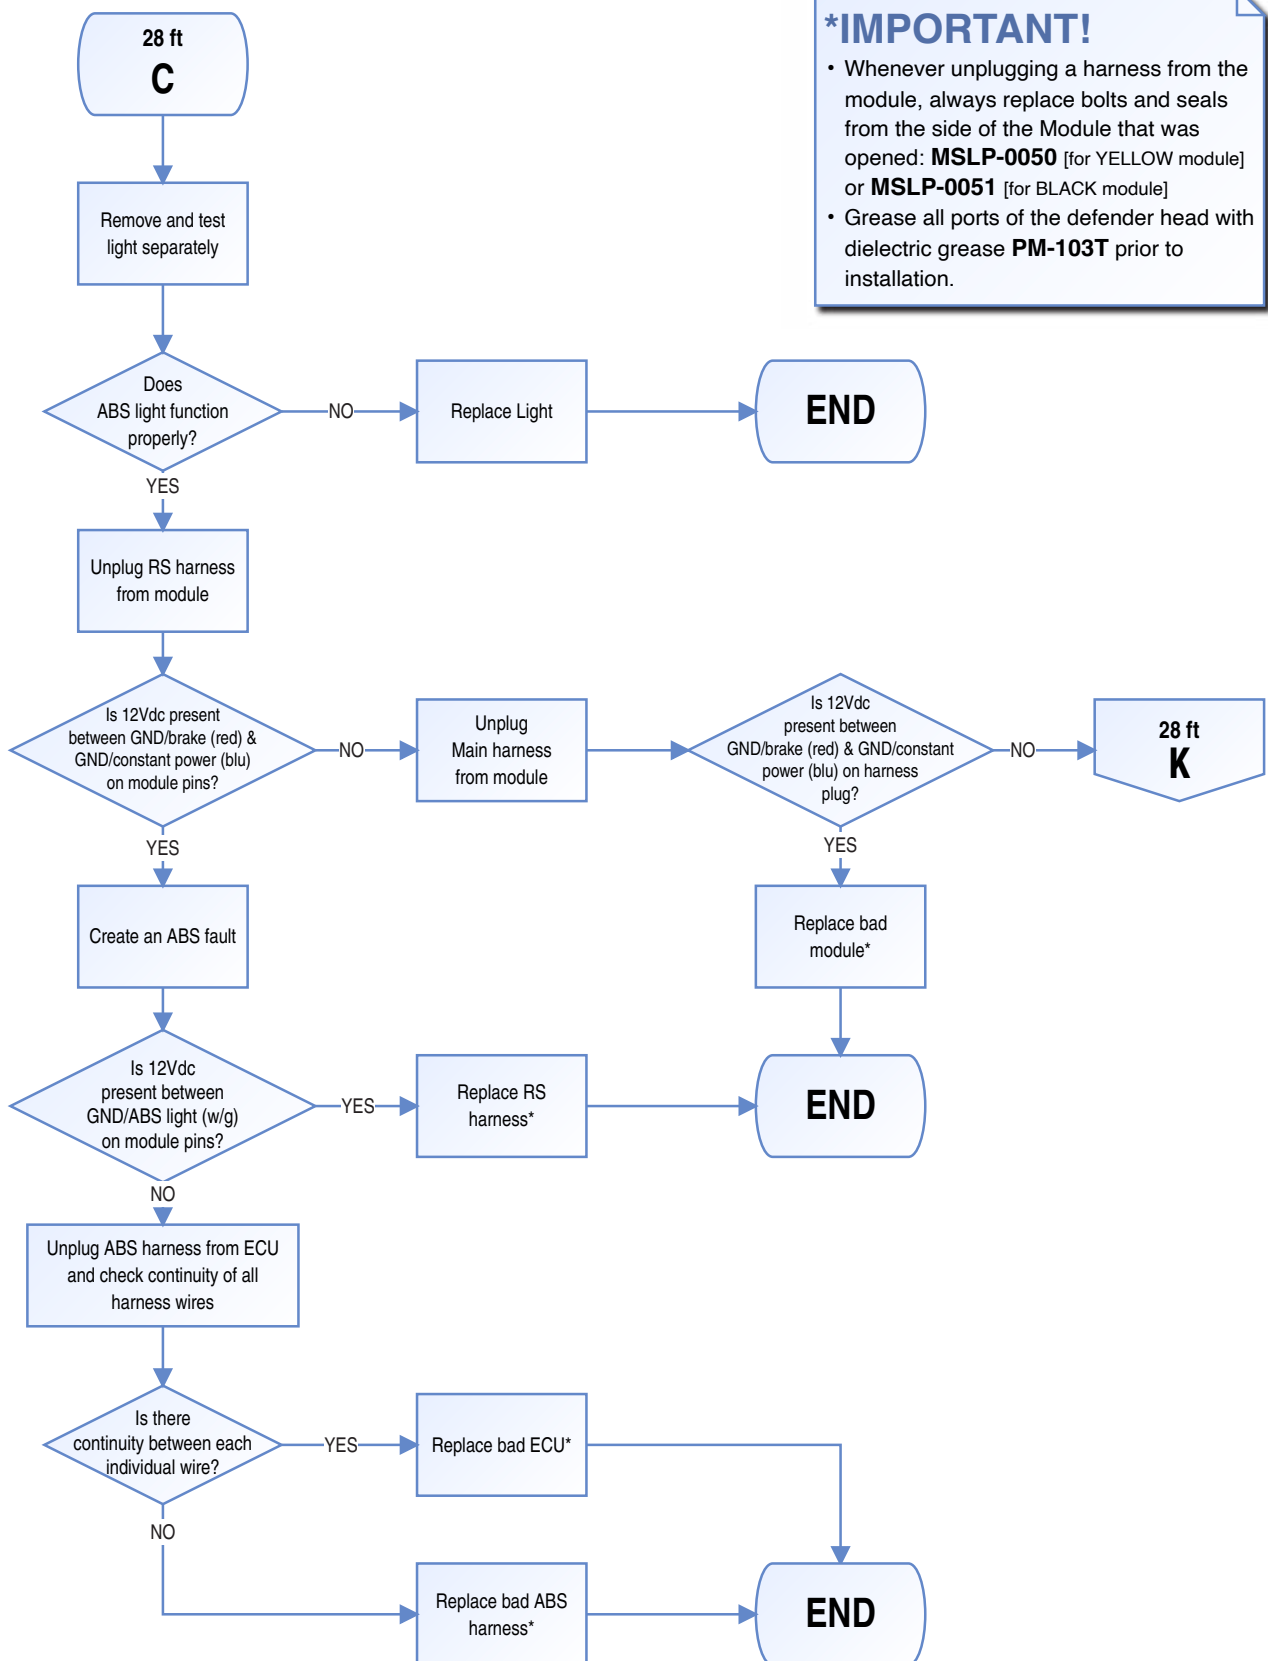 28 ft
C
*IMPORTANT!
• Whenever unplugging a harness from the
module, always replace bolts and seals
from the side of the Module that was
opened: MSLP-0050 [for YELLOW module]
or MSLP-0051 [for BLACK module]
• Grease all ports of the defender head with
dielectric grease PM-103T prior to
installation.
Remove and test
light separately
Does
ABS light function
properly?
NO
Replace Light
END
YES
Unplug RS harness
from module
Is 12Vdc present
between GND/brake (red) &
GND/constant power (blu)
on module pins?
NO
Unplug
Main harness
from module
Is 12Vdc
present between
GND/brake (red) & GND/constant
power (blu) on harness
plug?
NO
28 ft
K
YES
YES
Create an ABS fault
Replace bad
module*
Is 12Vdc
present between
GND/ABS light (w/g)
on module pins?
YES
Replace RS
harness*
END
NO
Unplug ABS harness from ECU
and check continuity of all
harness wires
Is there
continuity between each
individual wire?
YES
Replace bad ECU*
NO
Replace bad ABS
harness*
END